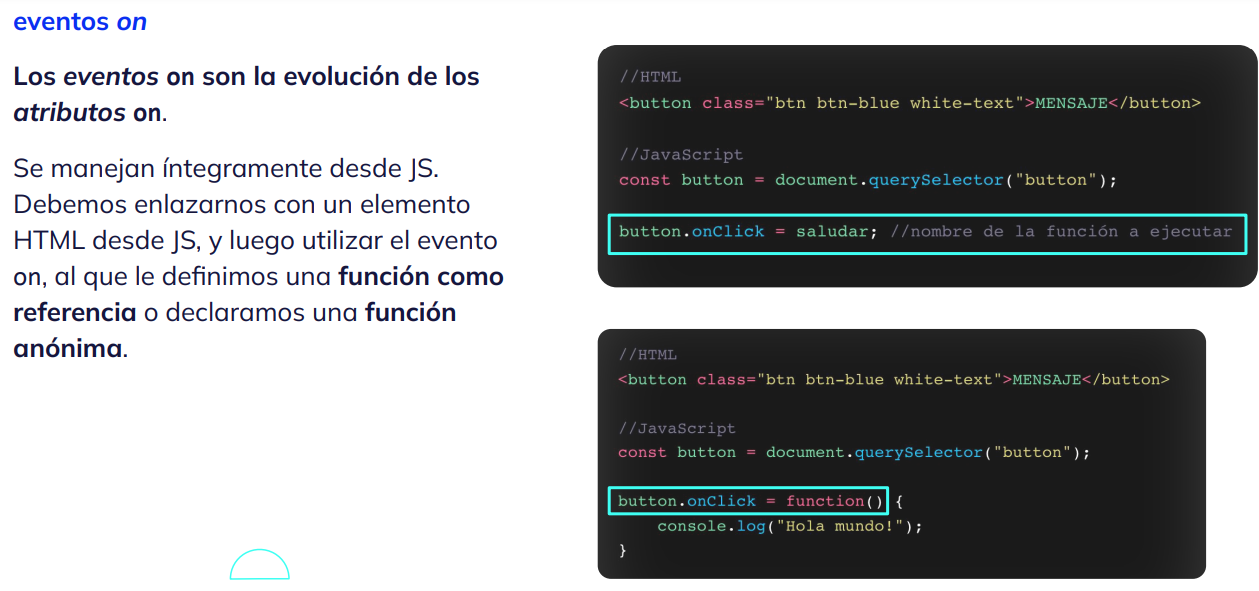 eventos on
Los eventos on son la evolución de los
atributos on.
Se manejan íntegramente desde JS.
Debemos enlazarnos con un elemento
HTML desde JS, y luego utilizar el evento
on, al que le definimos una función como
referencia o declaramos una función
anónima.
//HTML
<button class="btn btn-blue white-text">MENSAJE</button>
//JavaScript
const button = document.querySelector("button");
button.onClick = saludar; //nombre de la función a ejecutar
//HTML
<button class="btn btn-blue white-text">MENSAJE</button>
//JavaScript
const button = document.querySelector("button");
button.onClick = function() {
console.log("Hola mundo!");
}